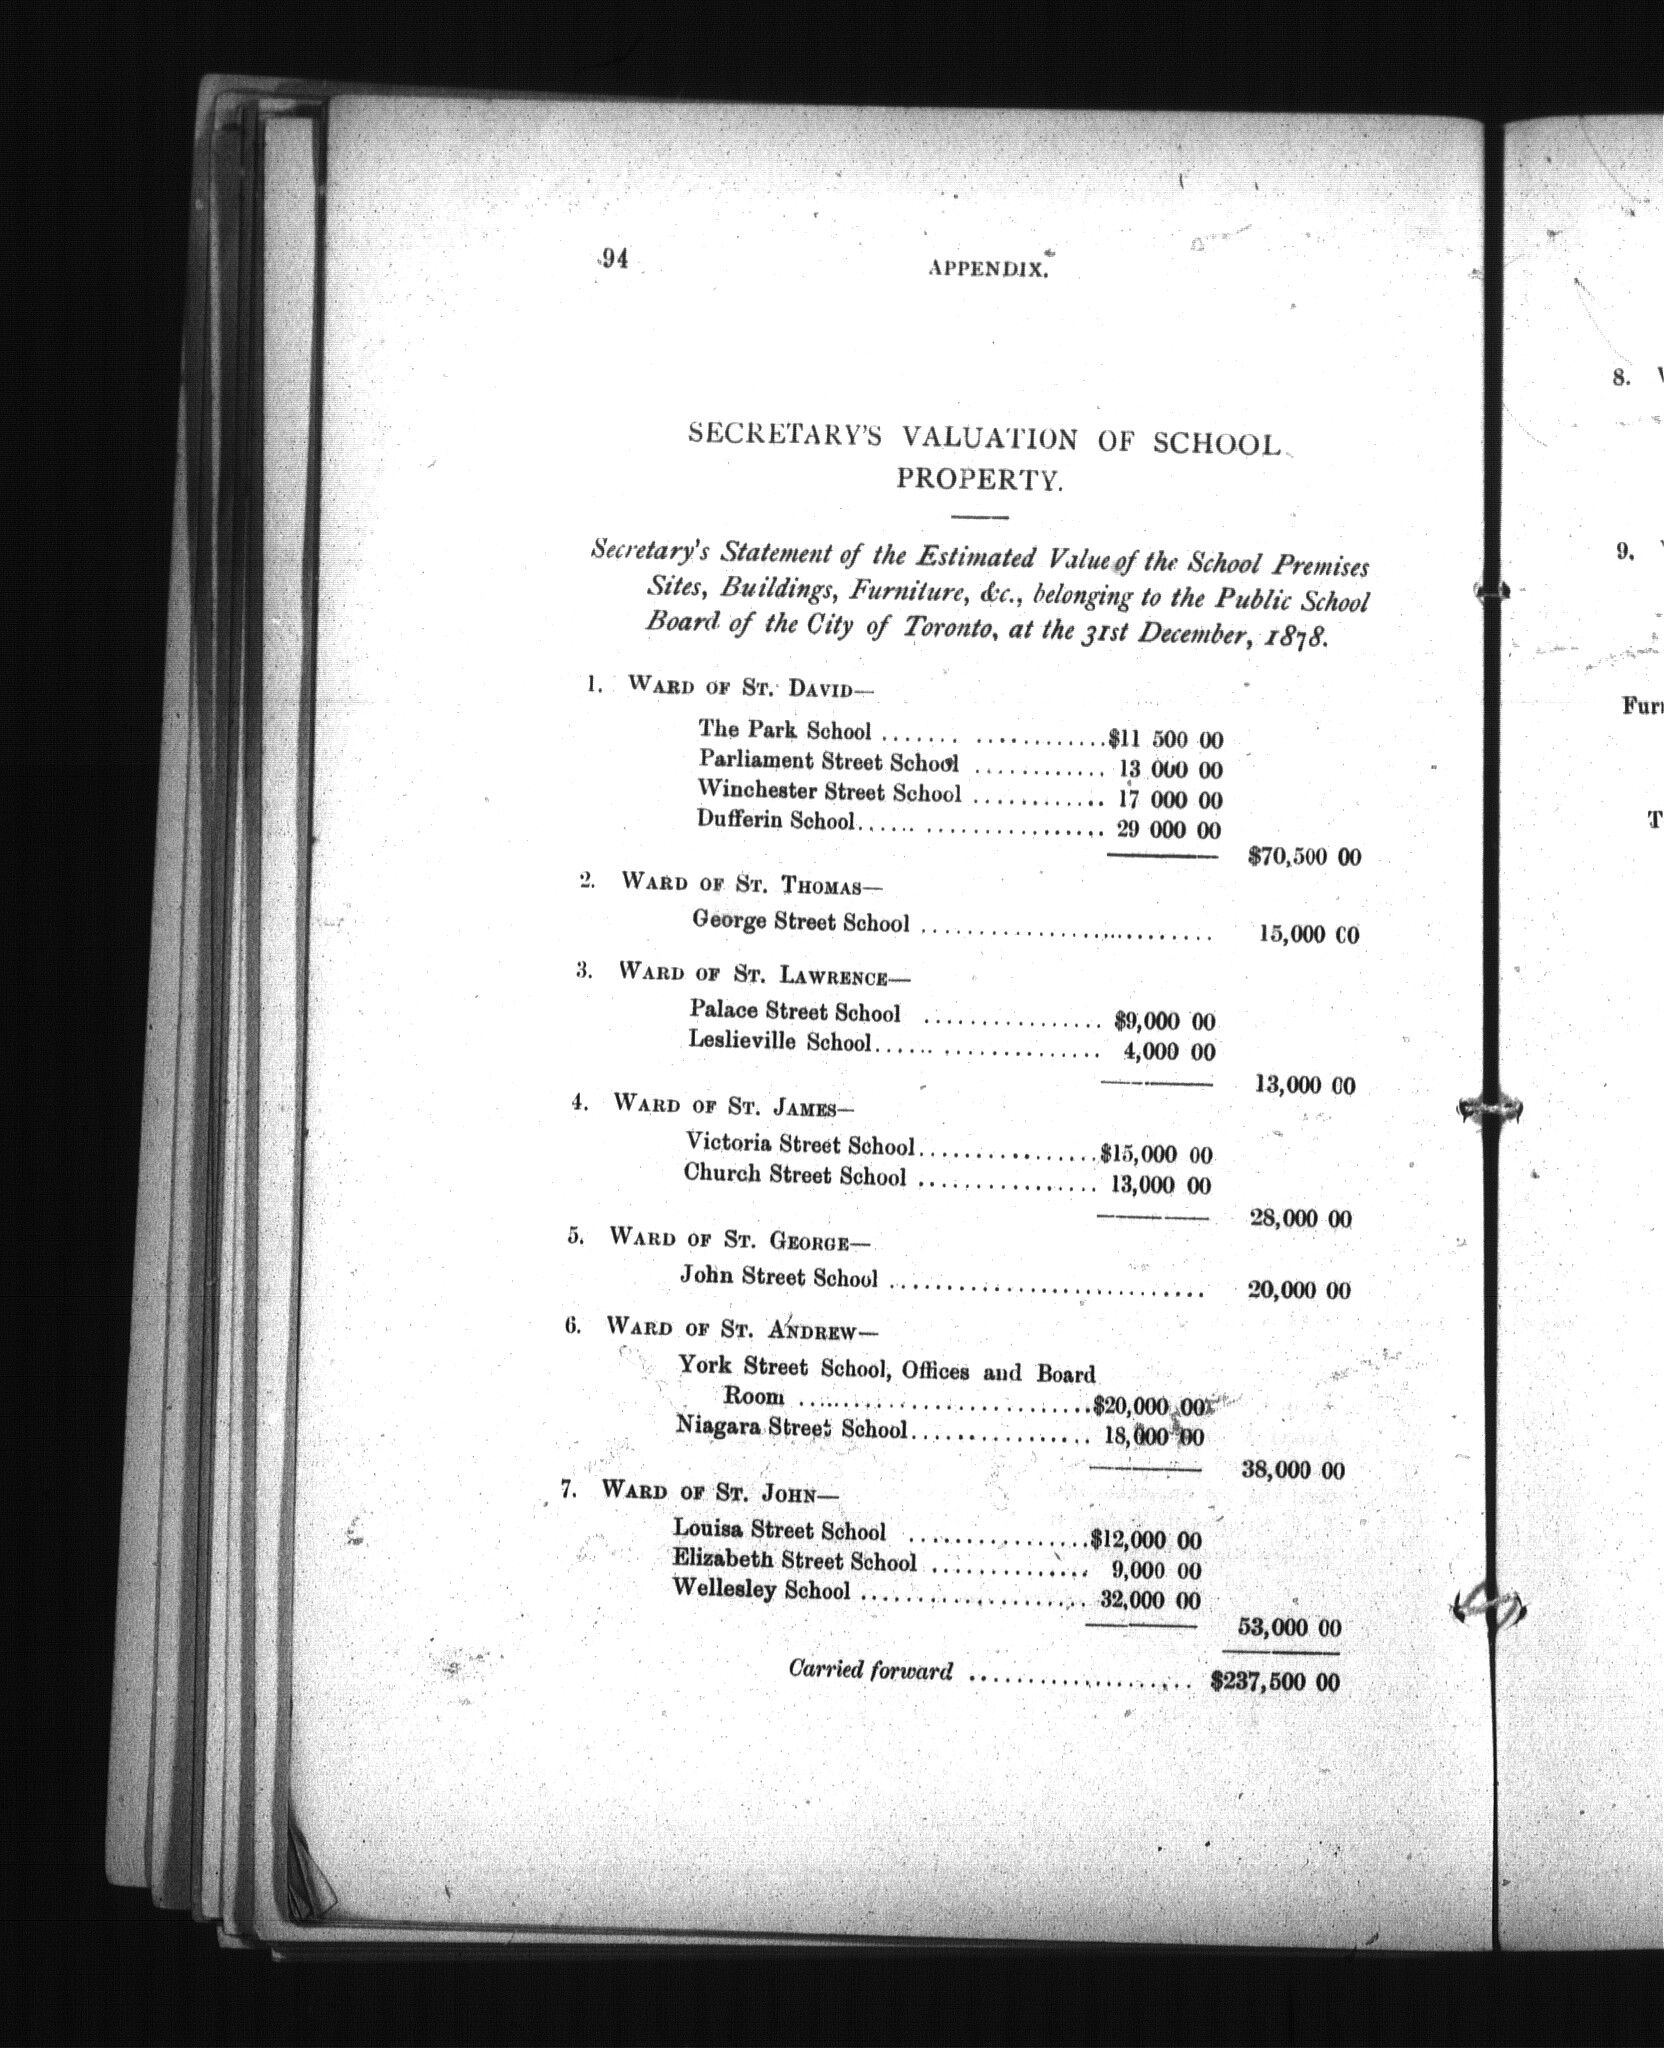 94
APPENDIX.
SECRETARY'S VALUATION OF SCHOOL
PROPERTY.
Secretary's Statement of the Estimated Value of the School Premises
Sites, Buildings, Furniture, &c., belonging to the Public School
Board of the City of Toronto, at the 31st December, 1878.
1. WARD OF ST. DAVID—
The Park School ....... ............$11 500 00
Parliament Street School ............ 13 000 00
Winchester Street School ............ 17 000 00
Dufferin School...... ................ 29 000 00
$70,500 00
2. WARD OF ST. THOMAS—
George Street School .......................... 15,000 00
3. WARD OF ST. LAWRENCE—
Palace Street School ................ $9,000 00
Leslieville School...... .............. 4,000 00
13,000 00
4. WARD OF ST. JAMES—
Victoria Street School................$15,000 00
Church Street School ................ 13,000 00
28,000 00
5. WARD OF ST. GEORGE—
John Street School ............................ 20,000 00
6. WARD OF ST. ANDREW—
York Street School, Offices and Board
Room ..........................$20,000 00
Niagara Street School................ 18,000 00
38,000 00
7. WARD OF ST. JOHN—
Louisa Street School ................$12,000 00
Elizabeth Street School .............. 9,000 00
Wellesley School .................... 32,000 00
53,000 00
Carried forward .................... $237,500 00
8.
9.